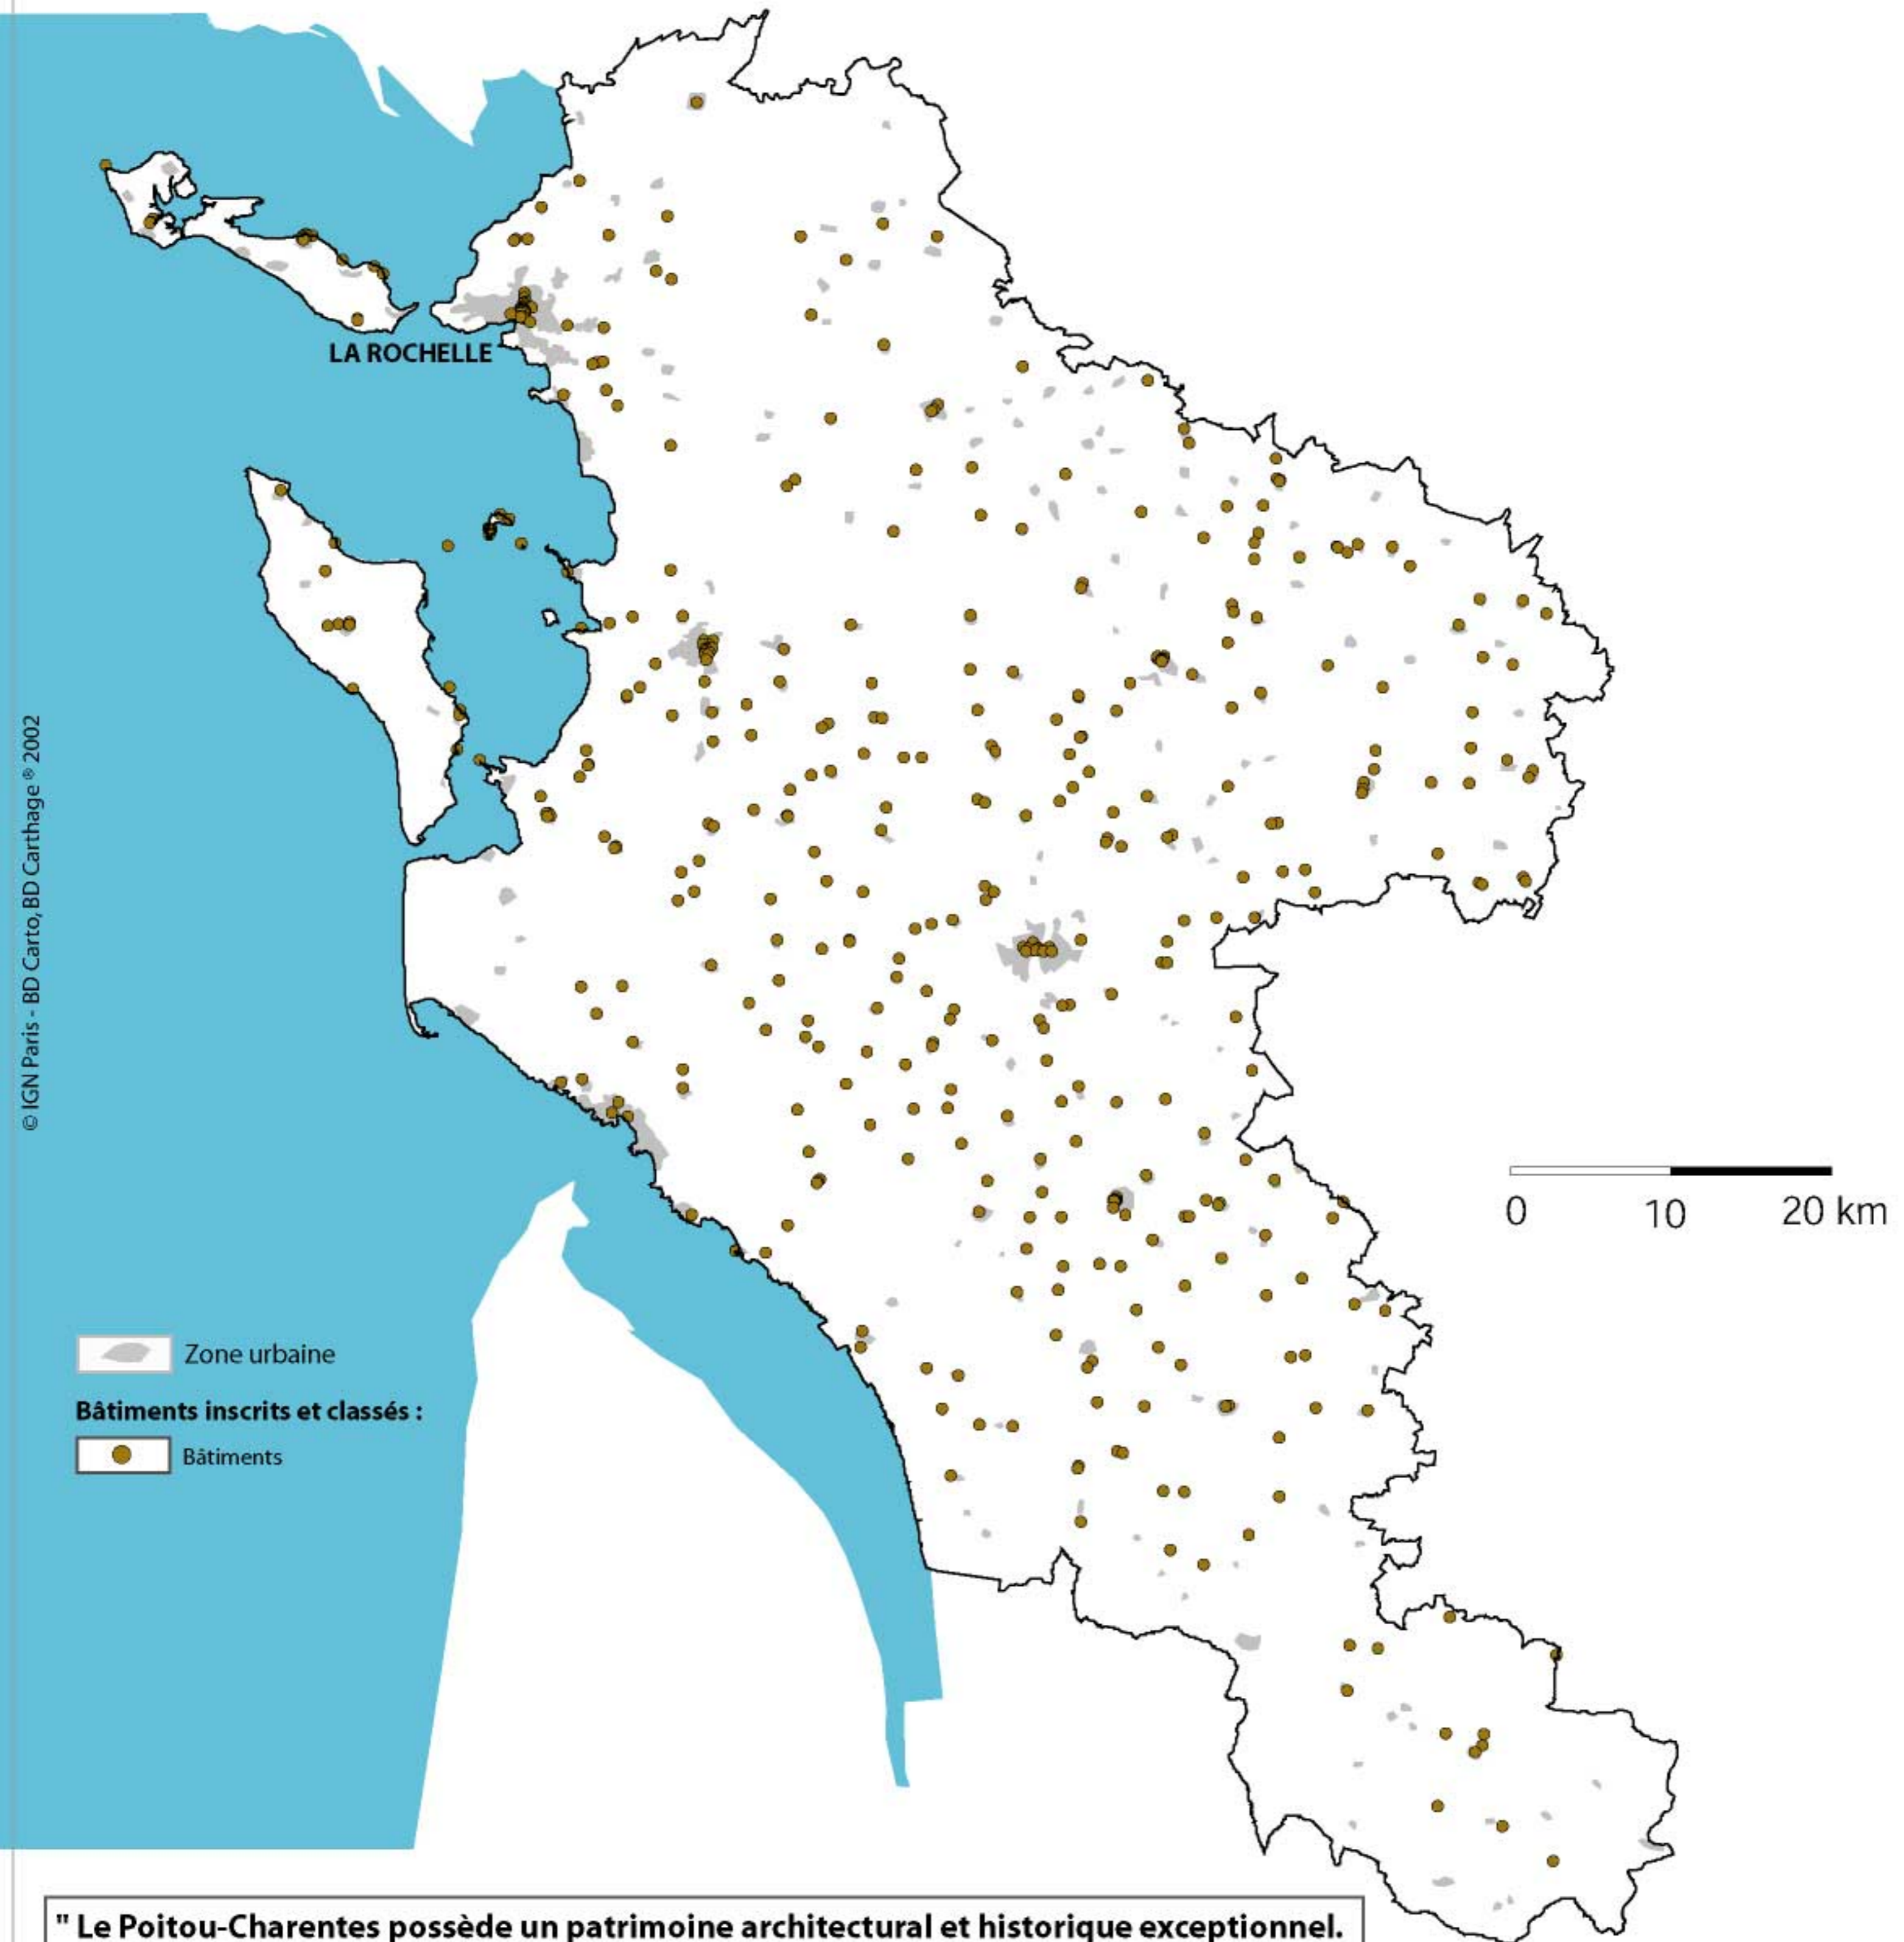 LA ROCHELLE
© IGN Paris - BD Carto, BD Carthage ® 2002
0 10 20 km
Zone urbaine
Bâtiments inscrits et classés :
Bâtiments
" Le Poitou-Charentes possède un patrimoine architectural et historique exceptionnel.